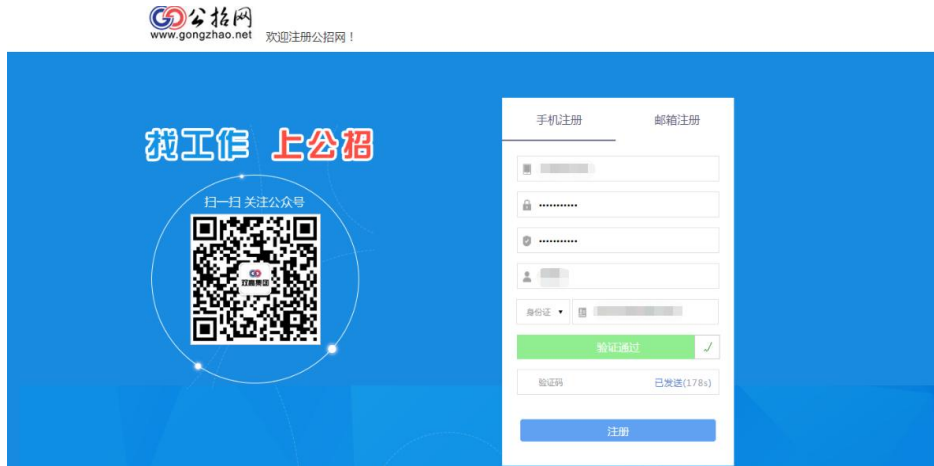 公招网
www.gongzhao.net
欢迎注册公招网！
找工作 上公招
扫一扫 关注公众号
双高集团
手机注册 邮箱注册
身份证
验证通过
验证码 已发送(178s)
注册